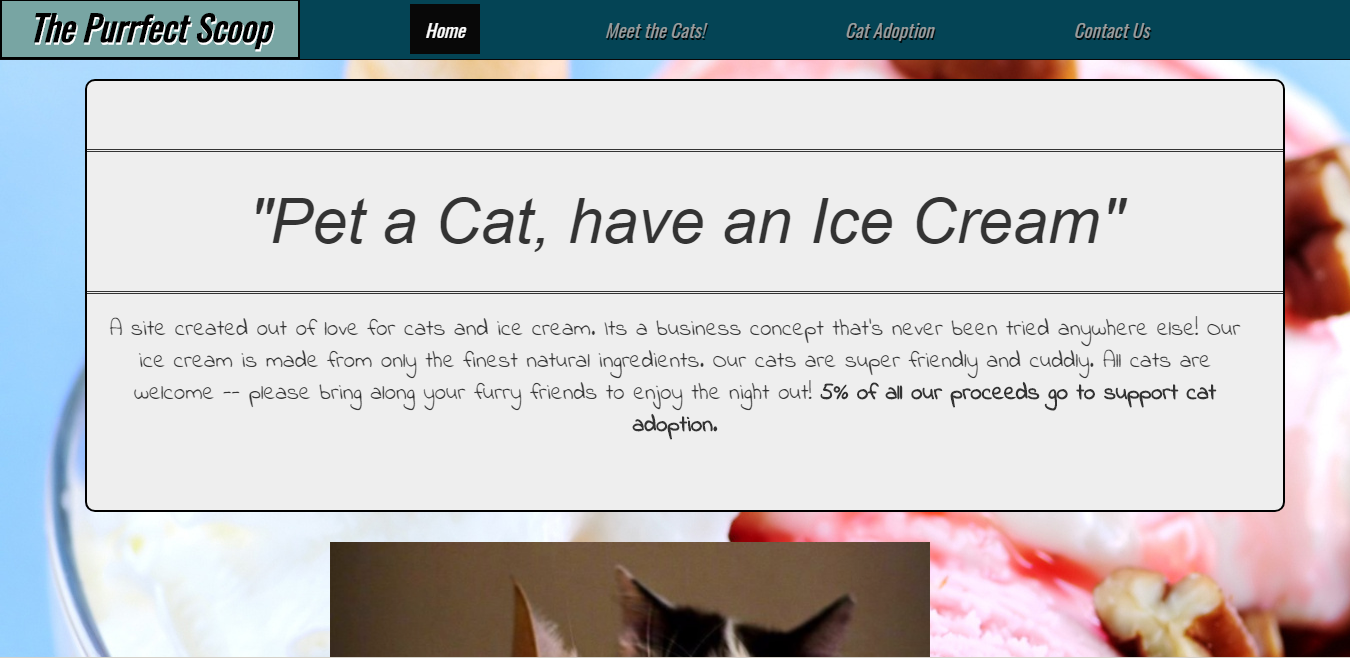 The Purrfect Scoop
Home Meet the Cats! Cat Adoption Contact Us
"Pet a Cat, have an Ice Cream"
A site created out of love for cats and ice cream. Its a business concept that's never been tried anywhere else! Our
ice cream is made from only the finest natural ingredients. Our cats are super friendly and cuddly. All cats are
welcome -- please bring along your furry friends to enjoy the night out! 5% of all our proceeds go to support cat
adoption.